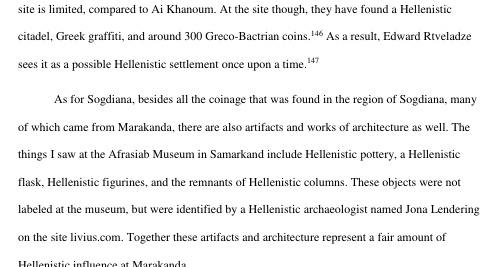 site is limited, compared to Ai Khanoum. At the site though, they have found a Hellenistic
citadel, Greek graffiti, and around 300 Greco-Bactrian coins.146 As a result, Edward Rtveladze
sees it as a possible Hellenistic settlement once upon a time.147
As for Sogdiana, besides all the coinage that was found in the region of Sogdiana, many
of which came from Marakanda, there are also artifacts and works of architecture as well. The
things I saw at the Afrasiab Museum in Samarkand include Hellenistic pottery, a Hellenistic
flask, Hellenistic figurines, and the remnants of Hellenistic columns. These objects were not
labeled at the museum, but were identified by a Hellenistic archaeologist named Jona Lendering
on the site livius.com. Together these artifacts and architecture represent a fair amount of
Hellenistic influence at Marakanda.